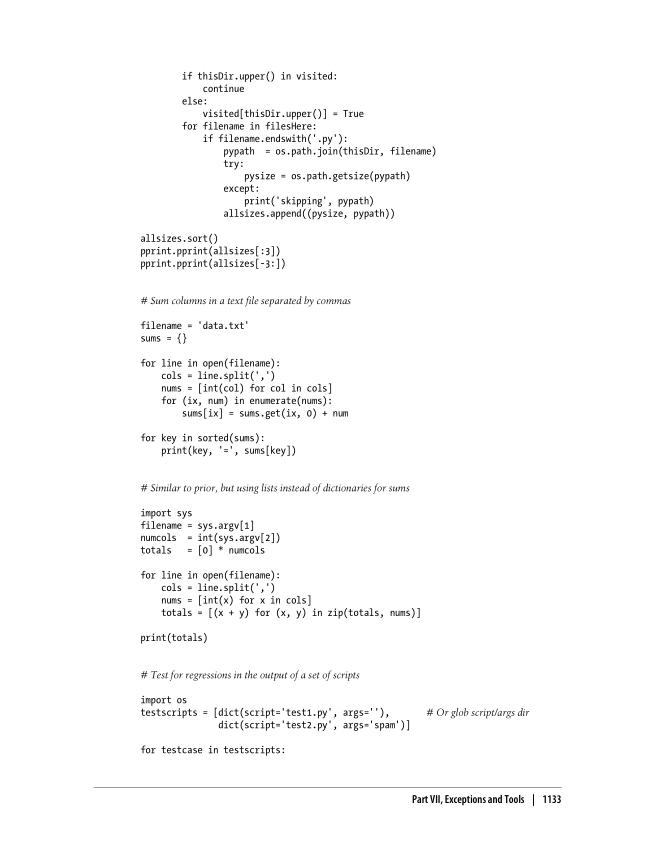 if thisDir.upper() in visited:
            continue
        else:
            visited[thisDir.upper()] = True
        for filename in filesHere:
            if filename.endswith('.py'):
                pypath  = os.path.join(thisDir, filename)
                try:
                    pysize = os.path.getsize(pypath)
                except:
                    print('skipping', pypath)
                allsizes.append((pysize, pypath))

allsizes.sort()
pprint.pprint(allsizes[:3])
pprint.pprint(allsizes[-3:])

# Sum columns in a text file separated by commas

filename = 'data.txt'
sums = {}

for line in open(filename):
    cols = line.split(',')
    nums = [int(col) for col in cols]
    for (ix, num) in enumerate(nums):
        sums[ix] = sums.get(ix, 0) + num

for key in sorted(sums):
    print(key, '=', sums[key])

# Similar to prior, but using lists instead of dictionaries for sums

import sys
filename = sys.argv[1]
numcols  = int(sys.argv[2])
totals   = [0] * numcols

for line in open(filename):
    cols = line.split(',')
    nums = [int(x) for x in cols]
    totals = [(x + y) for (x, y) in zip(totals, nums)]

print(totals)

# Test for regressions in the output of a set of scripts

import os
testscripts = [dict(script='test1.py', args=''),       # Or glob script/args dir
               dict(script='test2.py', args='spam')]

for testcase in testscripts:

Part VII, Exceptions and Tools | 1133